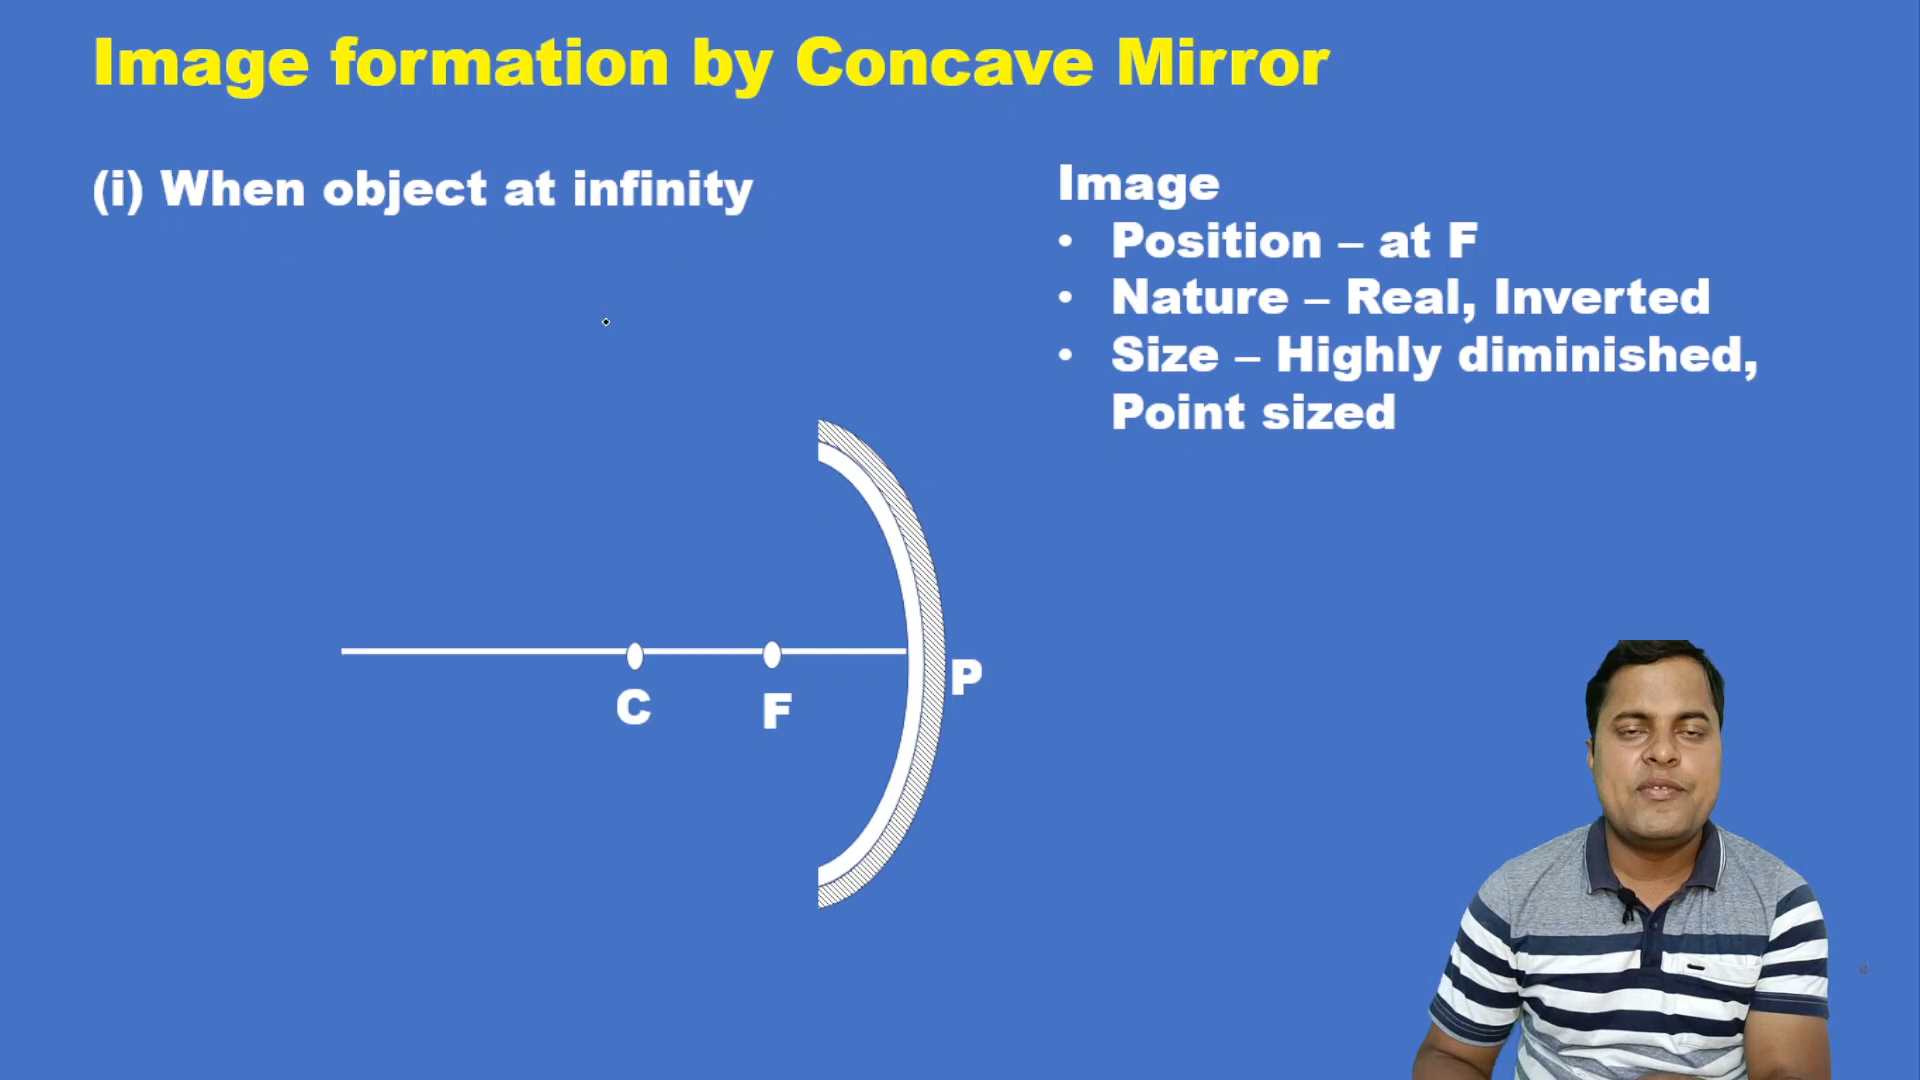 Image formation by Concave Mirror
(i) When object at infinity
Image
• Position – at F
• Nature – Real, Inverted
• Size – Highly diminished,
Point sized
C
F
P